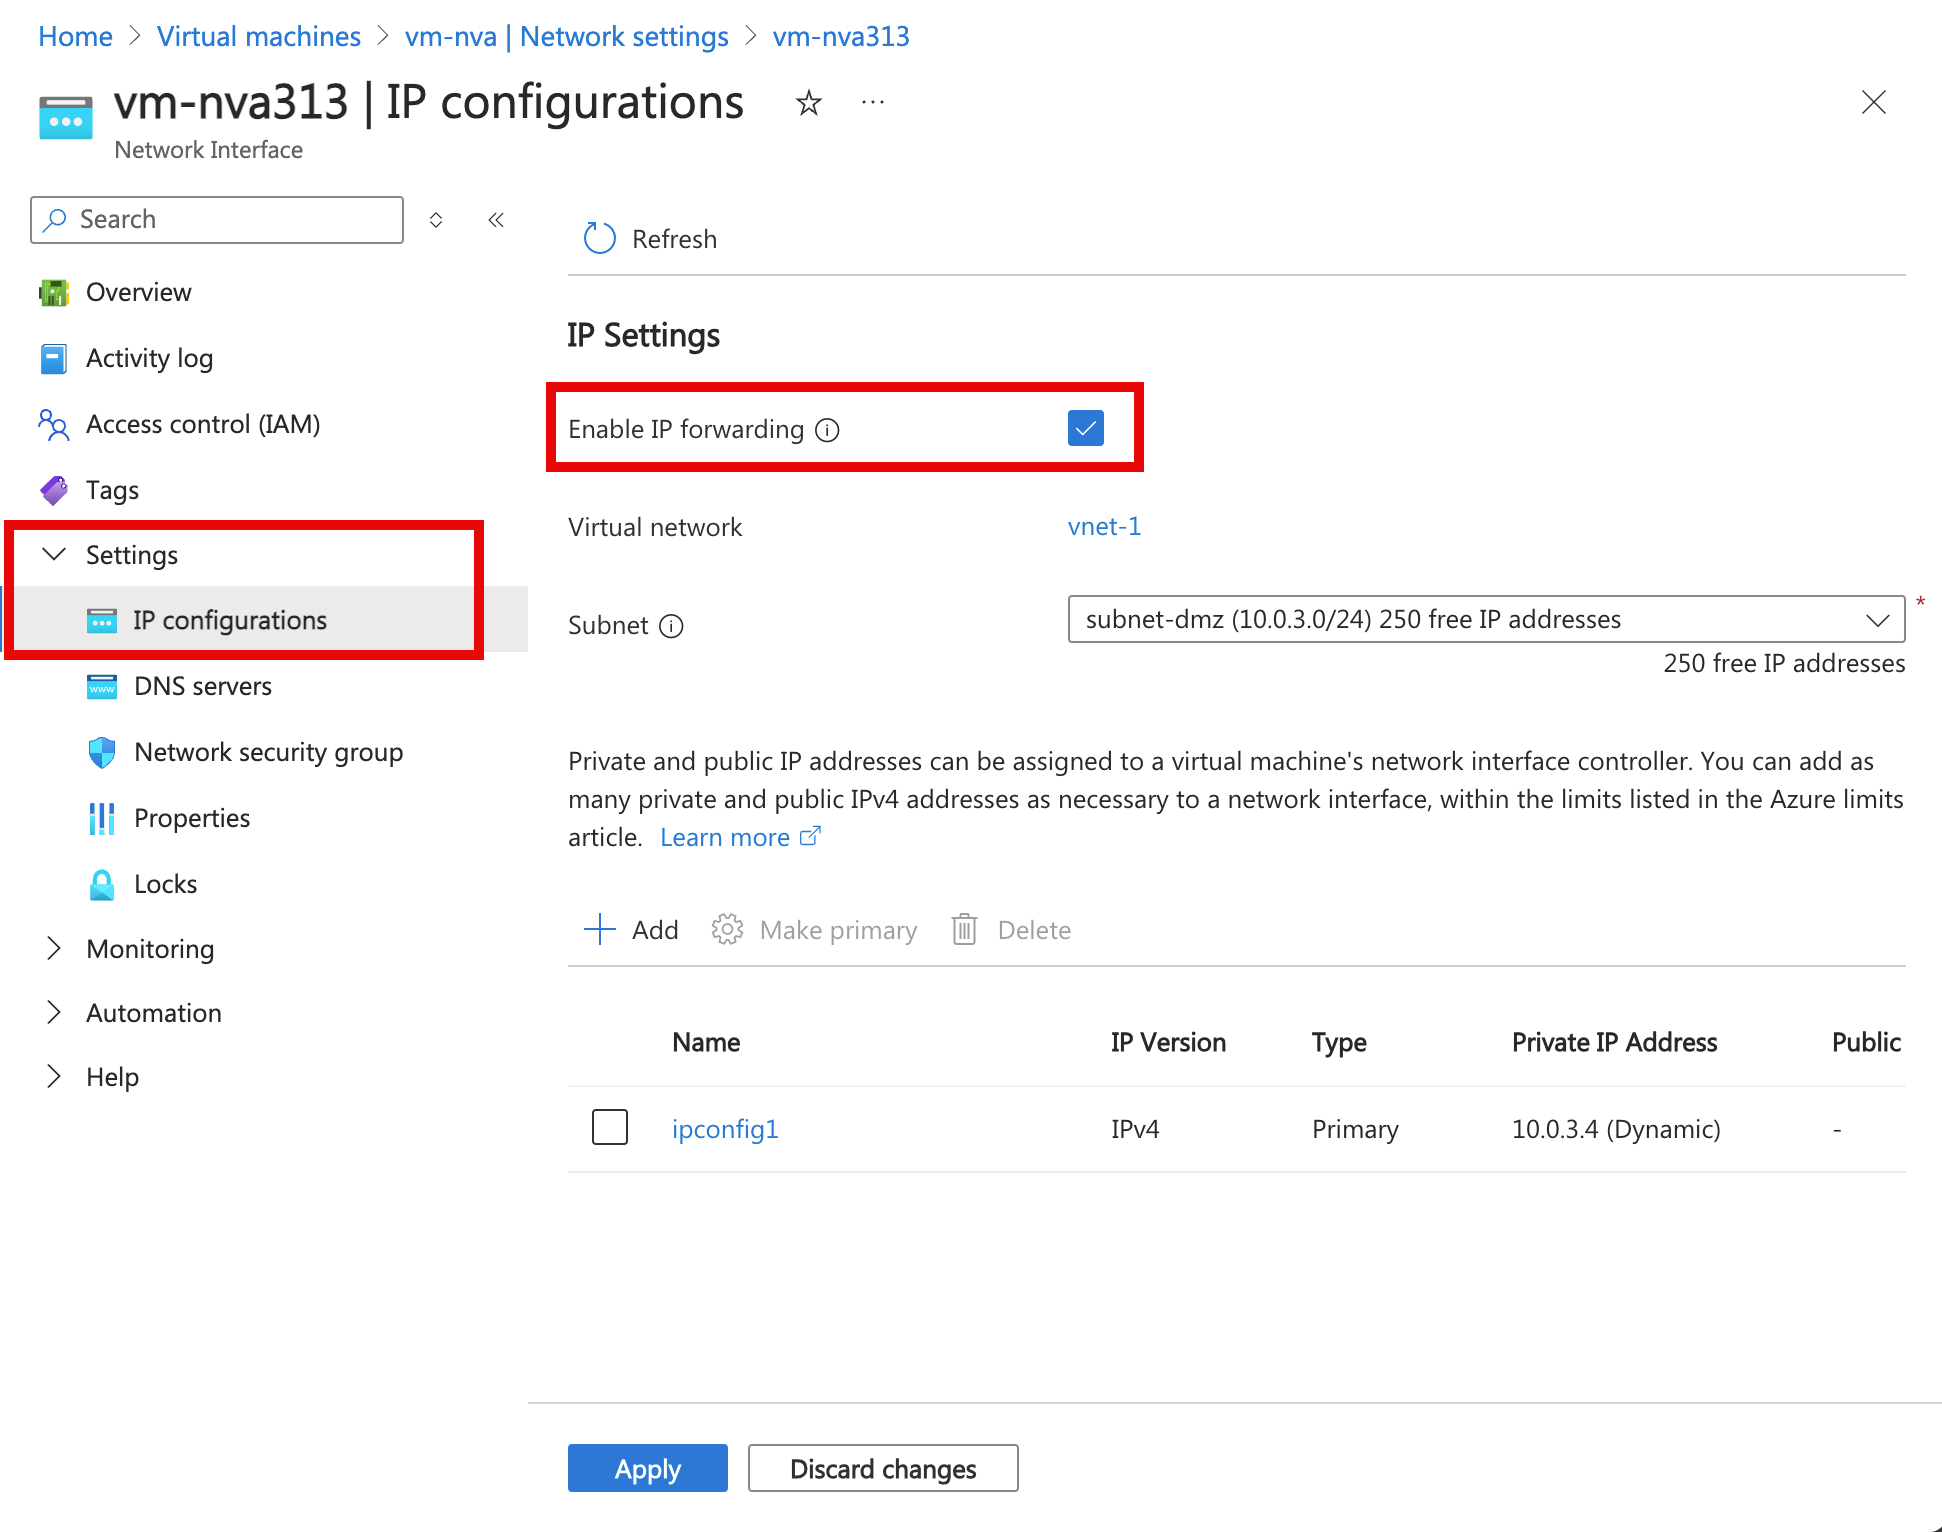 Home > Virtual machines > vm-nva | Network settings > vm-nva313
vm-nva313 | IP configurations
Network Interface
Search
Refresh
Overview
Activity log
Access control (IAM)
Tags
Settings
IP configurations
DNS servers
Network security group
Properties
Locks
Monitoring
Automation
Help
IP Settings
Enable IP forwarding
Virtual network vnet-1
Subnet subnet-dmz (10.0.3.0/24) 250 free IP addresses *
250 free IP addresses
Private and public IP addresses can be assigned to a virtual machine's network interface controller. You can add as
many private and public IPv4 addresses as necessary to a network interface, within the limits listed in the Azure limits
article. Learn more
Add Make primary Delete
Name IP Version Type Private IP Address Public
ipconfig1 IPv4 Primary 10.0.3.4 (Dynamic) -
Apply Discard changes